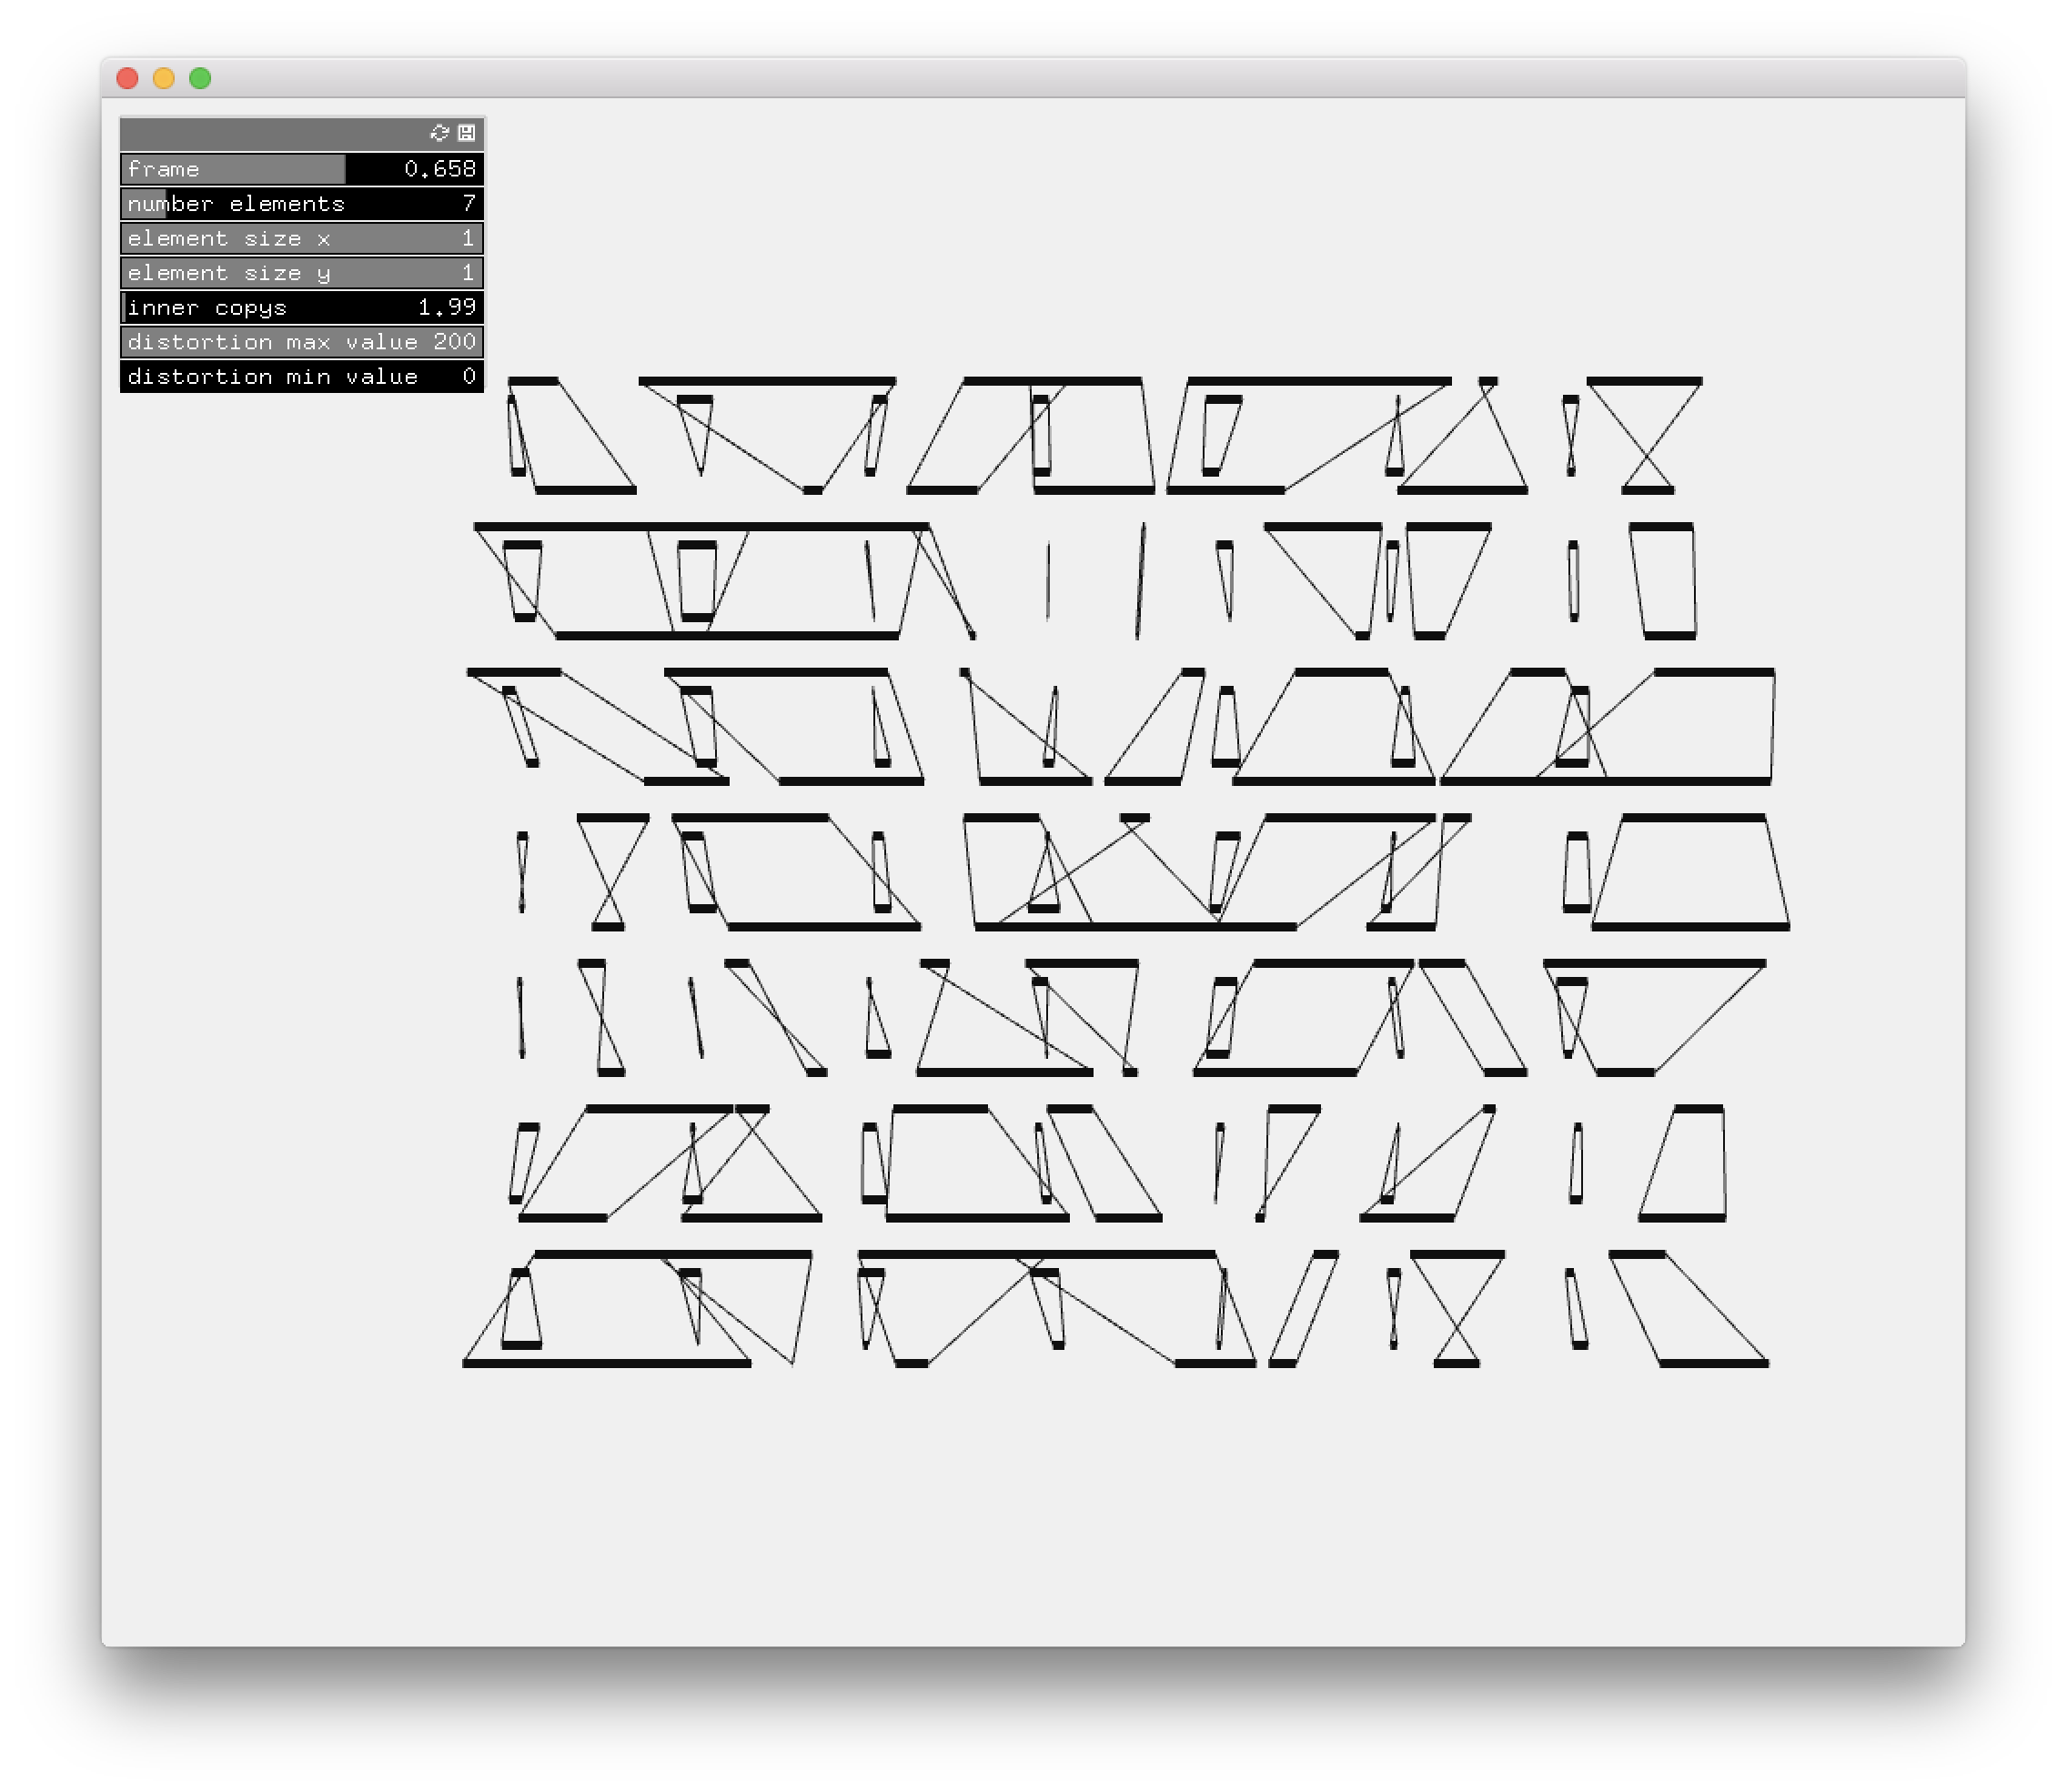 frame 0.658
number elements 7
element size x 1
element size y 1
inner copys 1.99
distortion max value 200
distortion min value 0